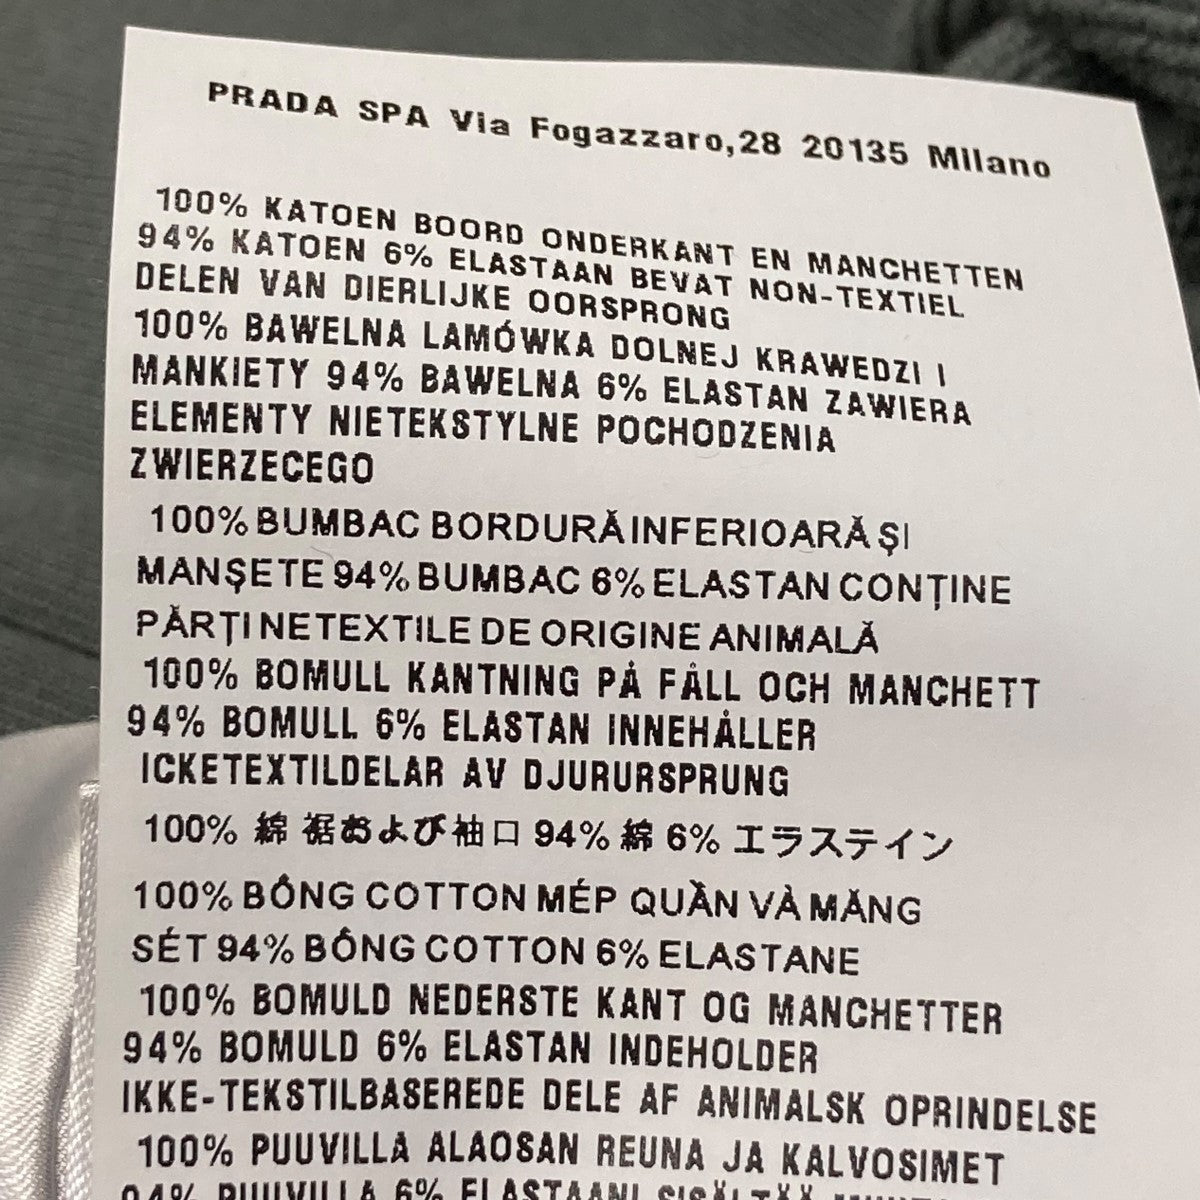 PRADA SPA Via Fogazzaro,28 20135 Milano
100% KATOEN BOORD ONDERKANT EN MANCHETTEN
94% KATOEN 6% ELASTAAN BEVAT NON-TEXTIEL
DELEN VAN DIERLIJKE OORSPRONG
100% BAWELNA LAMÓWKA DOLNEJ KRAWEDZI I
MANKIETY 94% BAWELNA 6% ELASTAN ZAWIERA
ELEMENTY NIETEKSTYLNE POCHODZENIA
ZWIERZECEGO
100% BUMBAC BORDURĂ INFERIOARĂ ȘI
MANȘETE 94% BUMBAC 6% ELASTAN CONȚINE
PĂRȚI NETEXTILE DE ORIGINE ANIMALĂ
100% BOMULL KANTNING PÅ FÅLL OCH MANCHETT
94% BOMULL 6% ELASTAN INNEHÅLLER
ICKETEXTILDELAR AV DJURURSPRUNG
100% 綿 裾および袖口 94% 綿 6% エラステイン
100% BÔNG COTTON MÉP QUẦN VÀ MĂNG
SÉT 94% BÔNG COTTON 6% ELASTANE
100% BOMULD NEDERSTE KANT OG MANCHETTER
94% BOMULD 6% ELASTAN INDEHOLDER
IKKE-TEKSTILBASEREDE DELE AF ANIMALSK OPRINDELSE
100% PUUVILLA ALAOSAN REUNA JA KALVOSIMET
94% PUUVILLA 6% ELASTAANI SISÄLTÄÄ